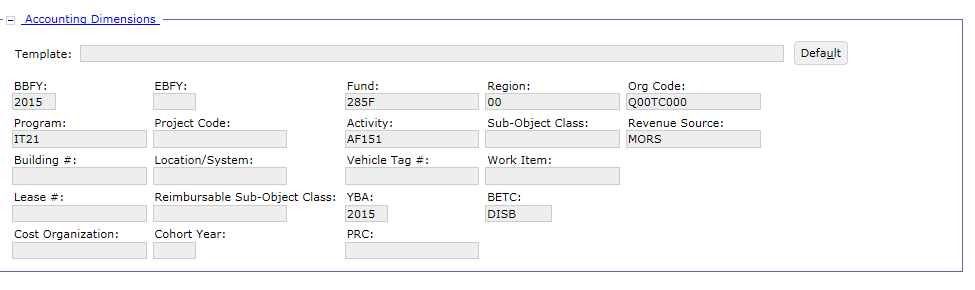 Accounting Dimensions
Template: Default
BBFY: EBFY: Fund: Region: Org Code:
2015 285F 00 Q00TC000
Program: Project Code: Activity: Sub-Object Class: Revenue Source:
IT21 AF151 MORS
Building #: Location/System: Vehicle Tag #: Work Item:
Lease #: Reimbursable Sub-Object Class: YBA: BETC:
2015 DISB
Cost Organization: Cohort Year: PRC: